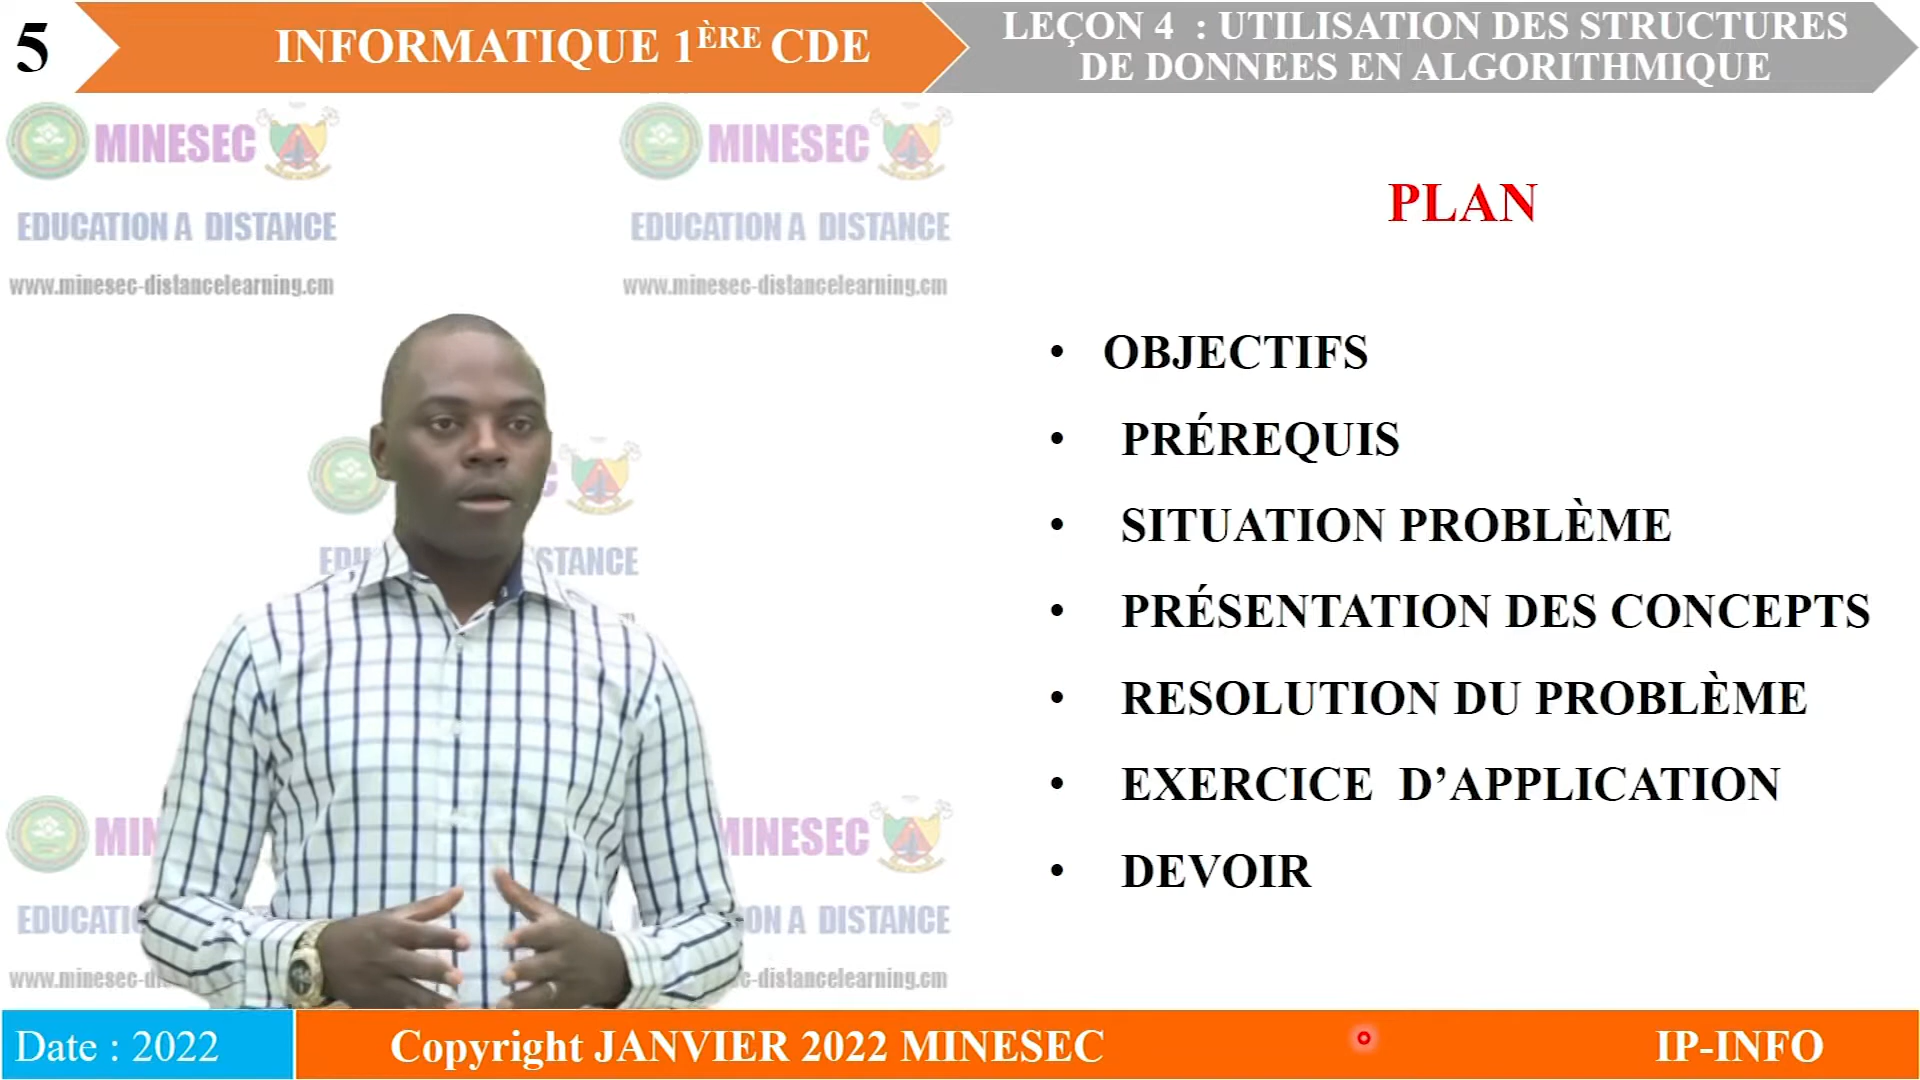 5
INFORMATIQUE 1ÈRE CDE
LEÇON 4 : UTILISATION DES STRUCTURES
DE DONNEES EN ALGORITHMIQUE
MINESEC
EDUCATION A DISTANCE
www.minesec-distancelearning.cm
MINESEC
EDUCATION A DISTANCE
www.minesec-distancelearning.cm
PLAN
• OBJECTIFS
• PRÉREQUIS
• SITUATION PROBLÈME
• PRÉSENTATION DES CONCEPTS
• RESOLUTION DU PROBLÈME
• EXERCICE D’APPLICATION
• DEVOIR
MINESEC
DISTANCE
Date : 2022
Copyright JANVIER 2022 MINESEC
IP-INFO